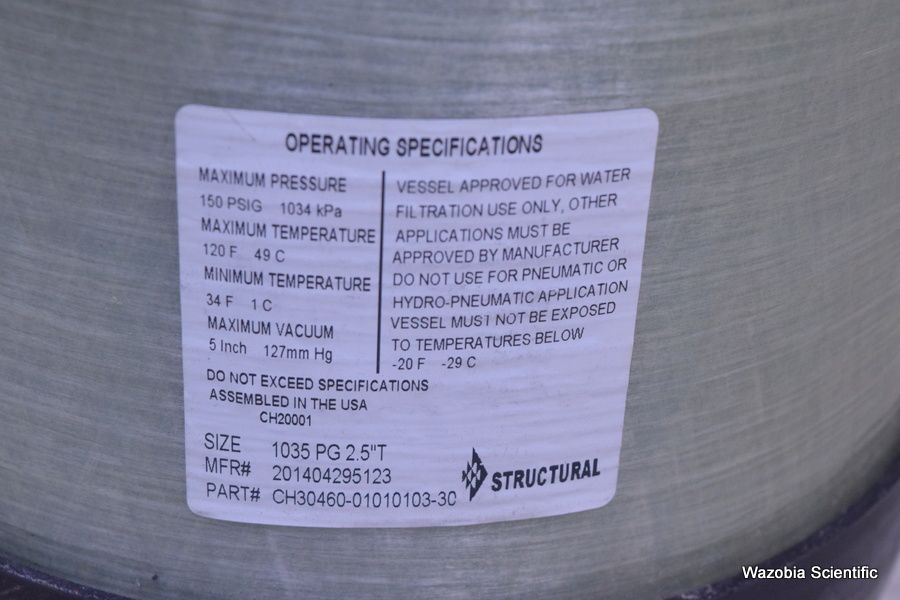 OPERATING SPECIFICATIONS
MAXIMUM PRESSURE
150 PSIG 1034 kPa
MAXIMUM TEMPERATURE
120 F 49 C
MINIMUM TEMPERATURE
34 F 1 C
MAXIMUM VACUUM
5 Inch 127mm Hg
VESSEL APPROVED FOR WATER
FILTRATION USE ONLY, OTHER
APPLICATIONS MUST BE
APPROVED BY MANUFACTURER
DO NOT USE FOR PNEUMATIC OR
HYDRO-PNEUMATIC APPLICATION
VESSEL MUST NOT BE EXPOSED
TO TEMPERATURES BELOW
-20 F -29 C
DO NOT EXCEED SPECIFICATIONS
ASSEMBLED IN THE USA
CH20001
SIZE 1035 PG 2.5"T
MFR# 201404295123
PART# CH30460-01010103-30
STRUCTURAL
Wazobia Scientific